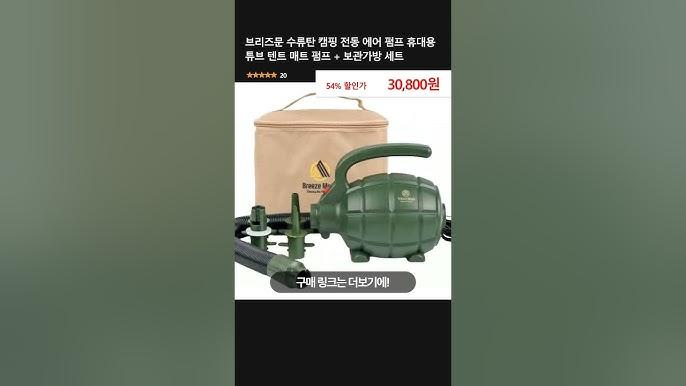 브리즈문 수류탄 캠핑 전동 에어 펌프 휴대용
튜브 텐트 매트 펌프 + 보관가방 세트
★★★★★ 20
54% 할인가 30,800원
Breeze
구매 링크는 더보기에!